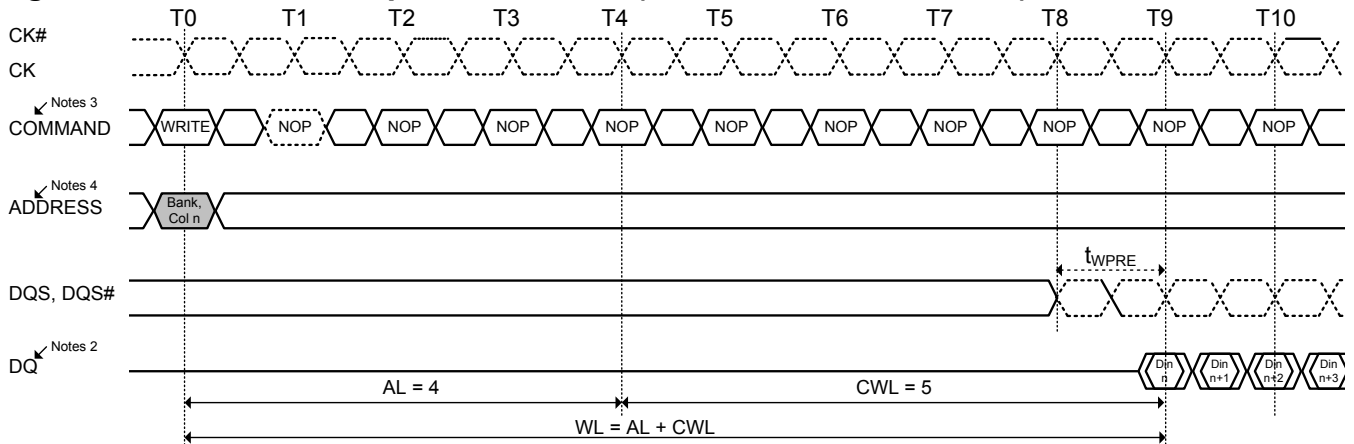 T0 T1 T2 T3 T4 T5 T6 T7 T8 T9 T10
CK#
CK
Notes 3
COMMAND WRITE NOP NOP NOP NOP NOP NOP NOP NOP NOP NOP
Notes 4
ADDRESS Bank,
Col n
tWPRE
DQS, DQS#
Notes 2
DQ Din Din Din Din
n n+1 n+2 n+3
AL = 4 CWL = 5
WL = AL + CWL